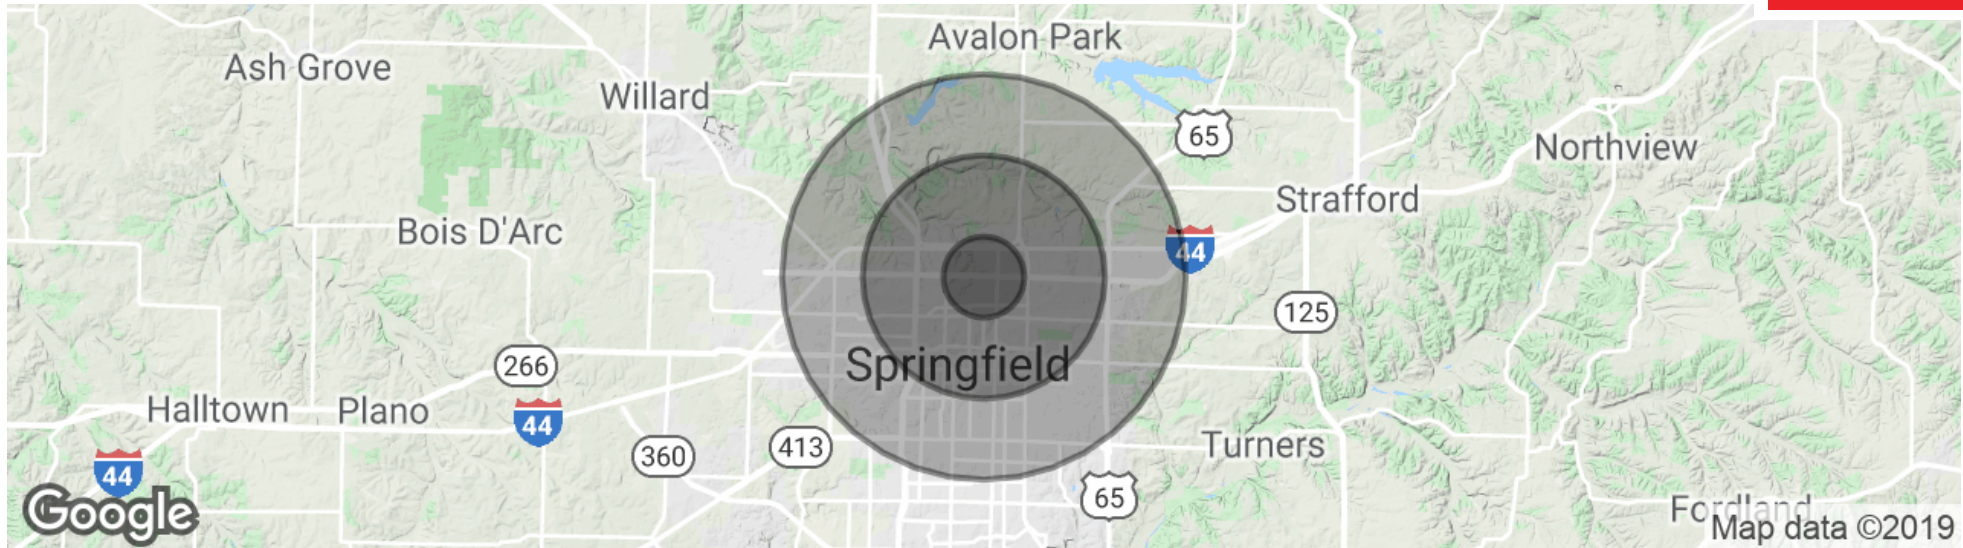 Avalon Park
Ash Grove
Willard
65
Northview
Strafford
Bois D'Arc
44
125
266
Springfield
Halltown
Plano
44
413
Turners
360
44
65
Google
Fordland
Map data ©2019